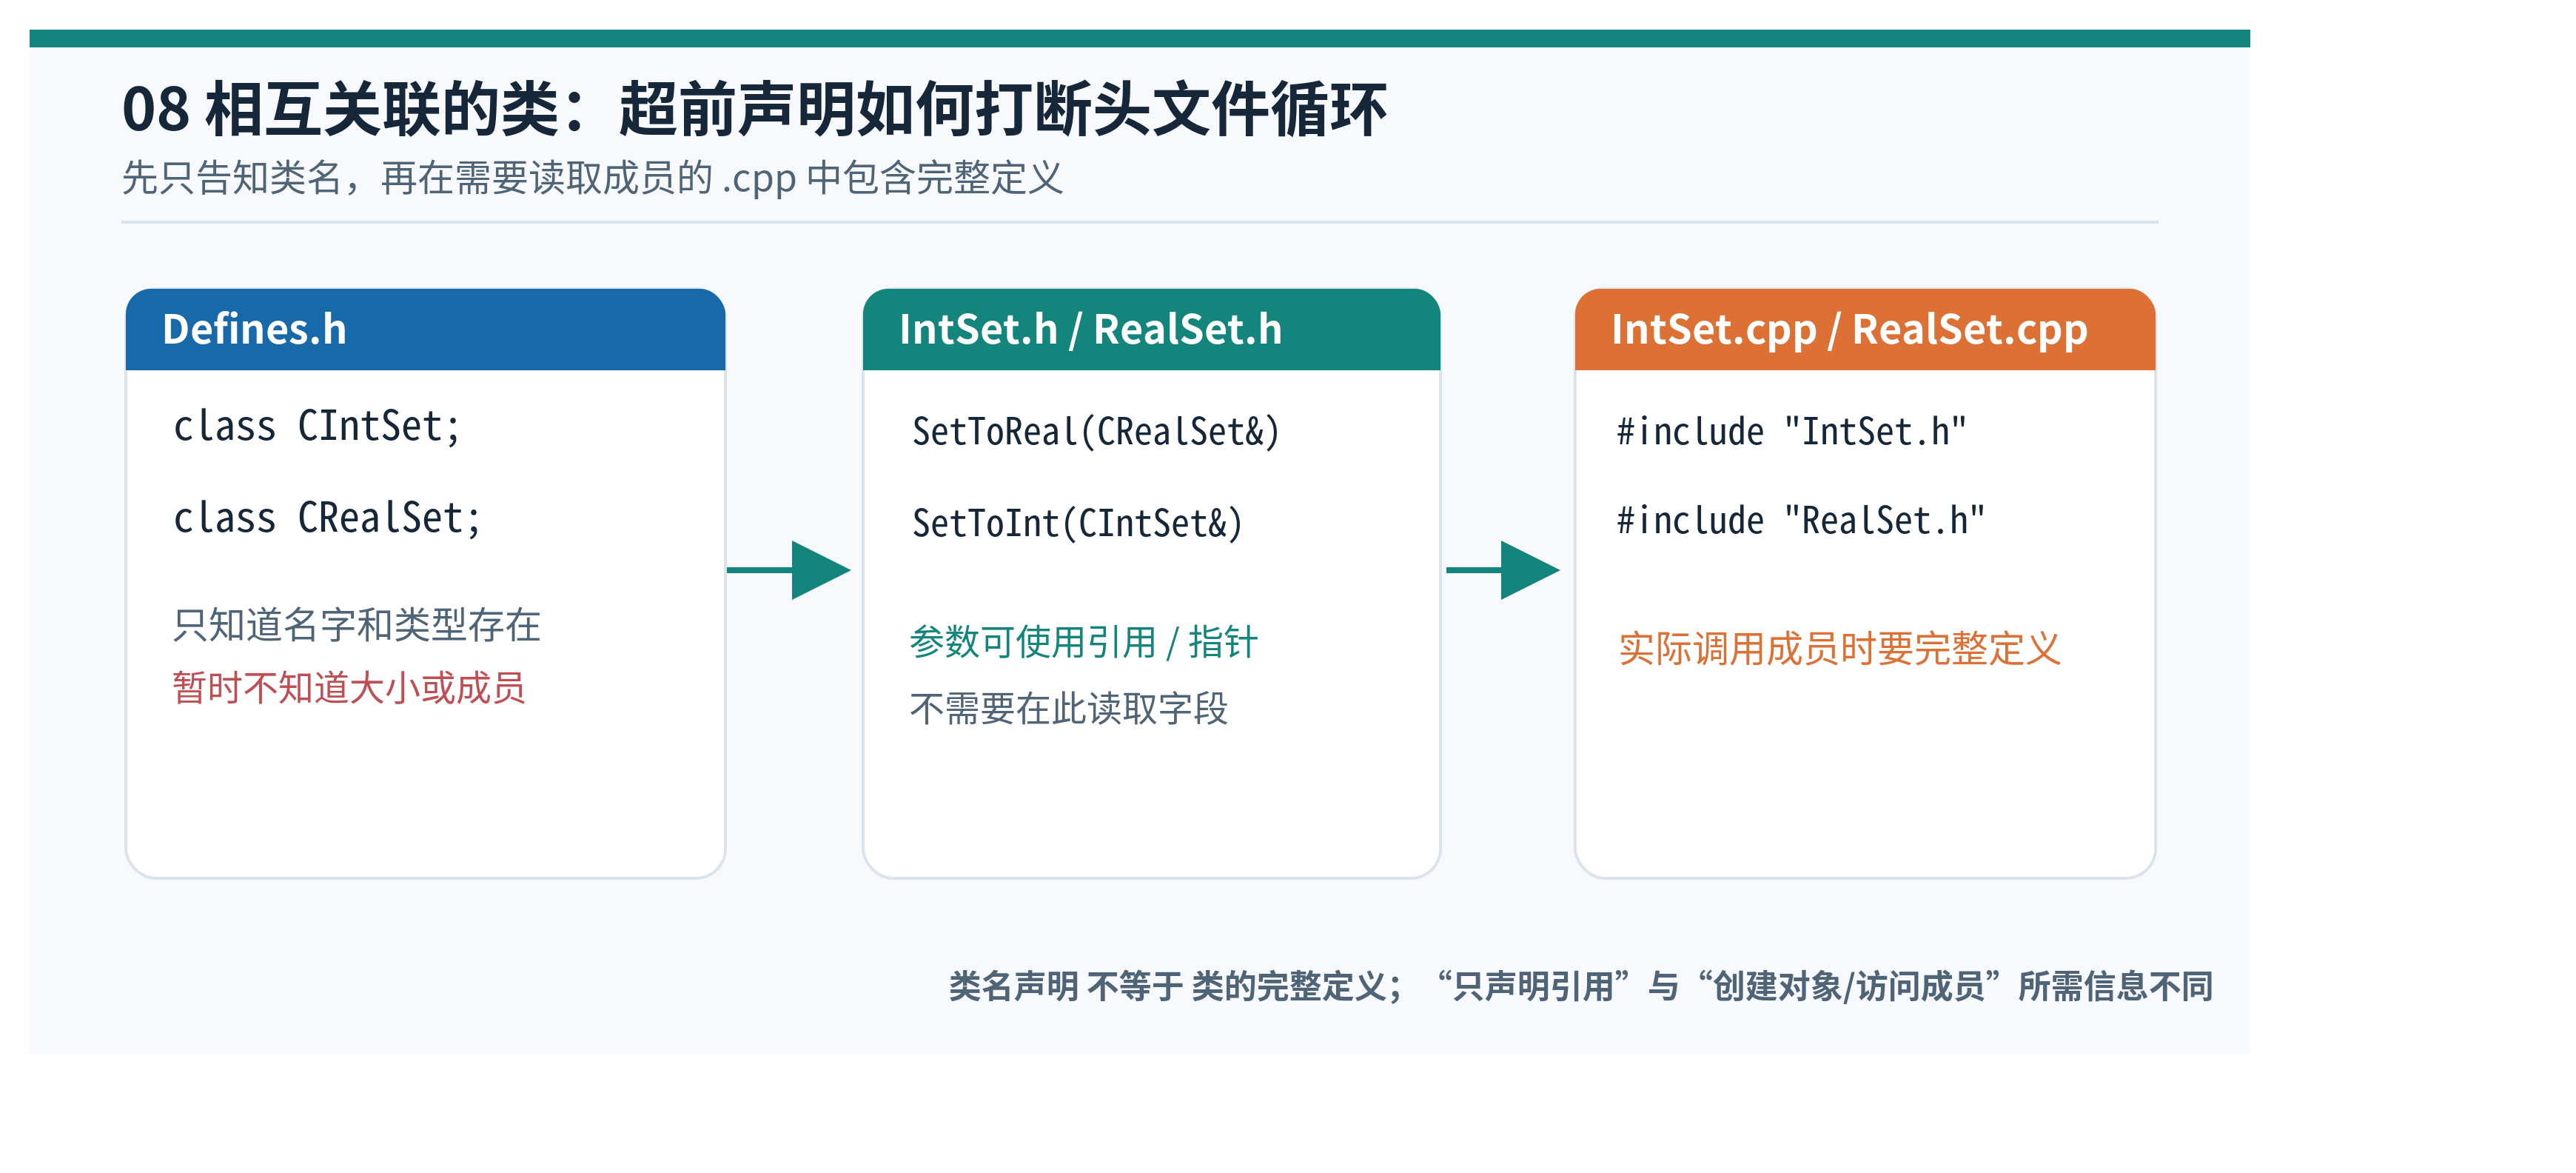 08 相互关联的类：超前声明如何打断头文件循环
先只告知类名，再在需要读取成员的 .cpp 中包含完整定义
Defines.h
class CIntSet;
class CRealSet;
只知道名字和类型存在
暂时不知道大小或成员
IntSet.h / RealSet.h
SetToReal(CRealSet&)
SetToInt(CIntSet&)
参数可使用引用 / 指针
不需要在此读取字段
IntSet.cpp / RealSet.cpp
#include "IntSet.h"
#include "RealSet.h"
实际调用成员时要完整定义
类名声明 不等于 类的完整定义；“只声明引用”与“创建对象/访问成员”所需信息不同